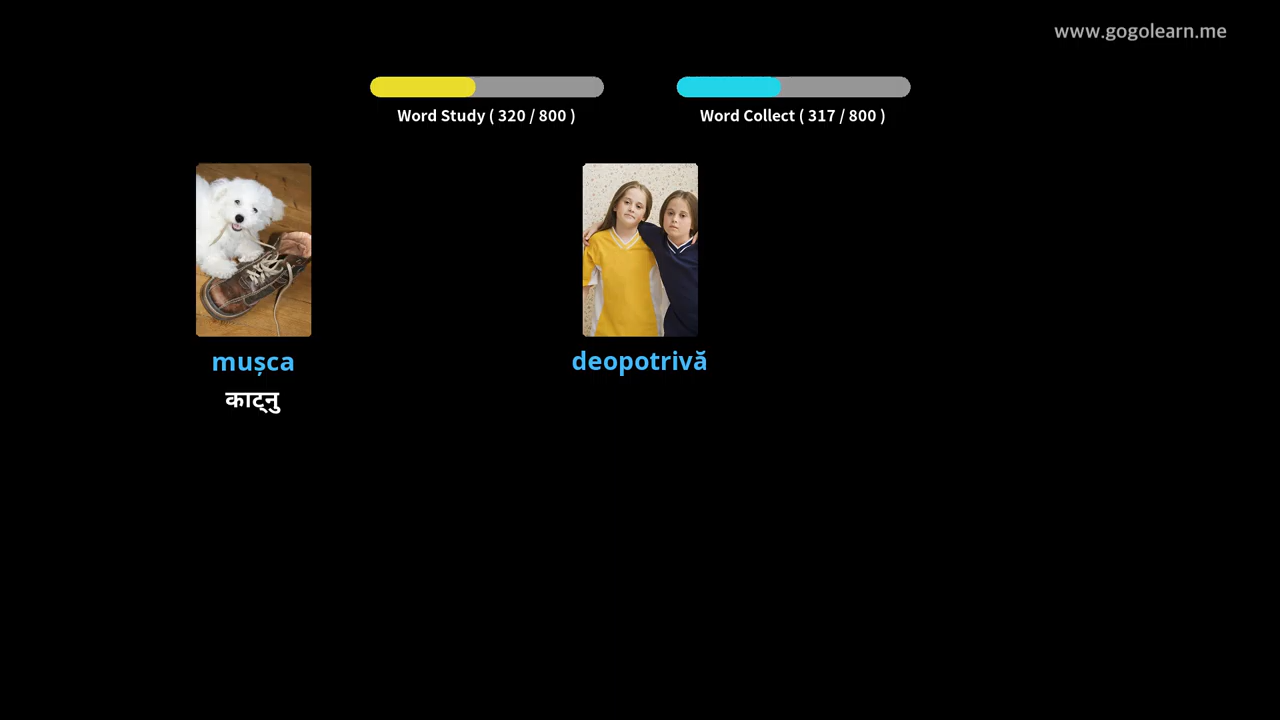 www.gogolearn.me
Word Study ( 320 / 800 )
Word Collect ( 317 / 800 )
mușca
deopotrivă
काट्नु